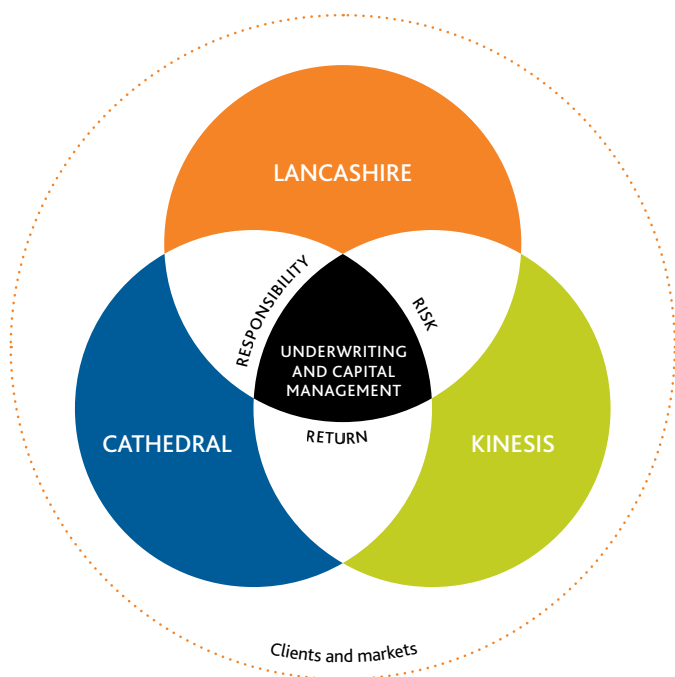 LANCASHIRE
RESPONSIBILITY
RISK
UNDERWRITING
AND CAPITAL
MANAGEMENT
RETURN
CATHEDRAL
KINESIS
Clients and markets